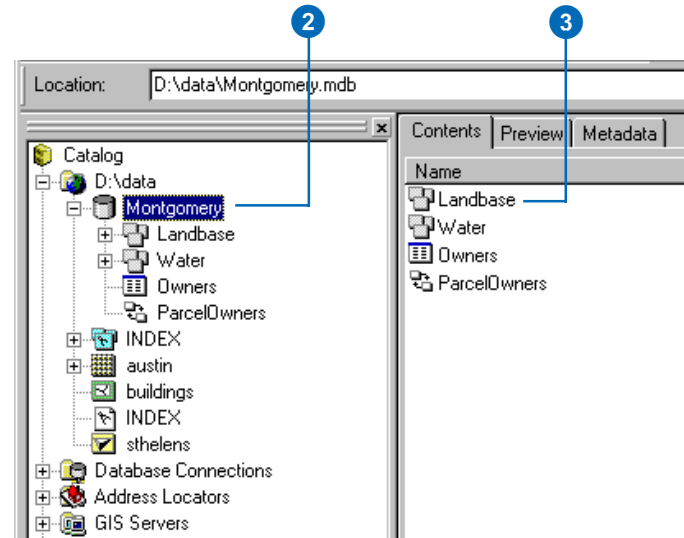 2 3
Location: D:\data\Montgomery.mdb
Contents Preview Metadata
Name
Landbase
Water
Owners
ParcelOwners
Catalog
D:\data
Montgomery
Landbase
Water
Owners
ParcelOwners
INDEX
austin
buildings
INDEX
sthelens
Database Connections
Address Locators
GIS Servers